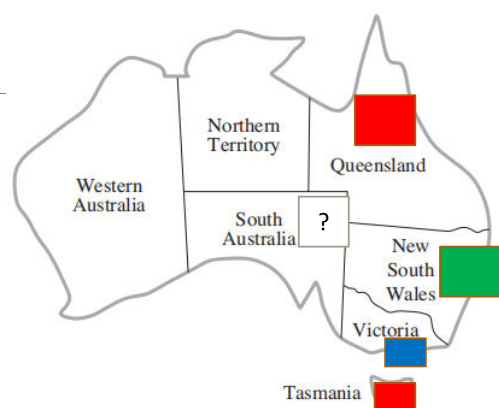 Northern
Territory
Queensland
Western
Australia
South
Australia
?
New
South
Wales
Victoria
Tasmania